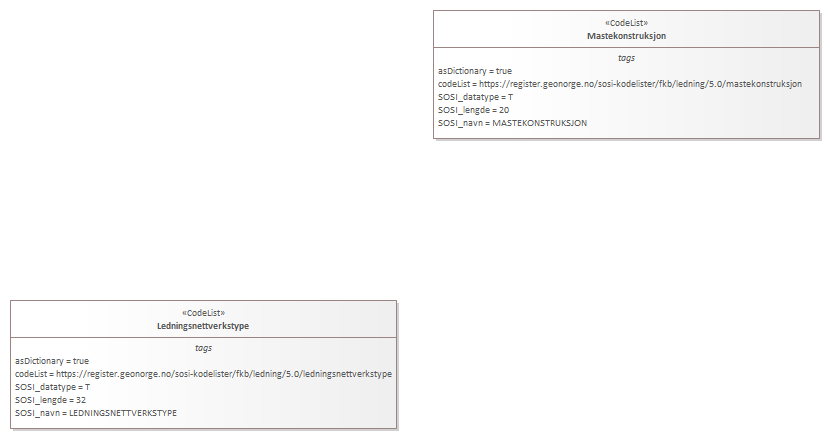 «CodeList»
Mastekonstruksjon
tags
asDictionary = true
codeList = https://register.geonorge.no/sosi-kodelister/fkb/ledning/5.0/mastekonstruksjon
SOSI_datatype = T
SOSI_lengde = 20
SOSI_navn = MASTEKONSTRUKSJON
«CodeList»
Ledningsnettverkstype
tags
asDictionary = true
codeList = https://register.geonorge.no/sosi-kodelister/fkb/ledning/5.0/ledningsnettverkstype
SOSI_datatype = T
SOSI_lengde = 32
SOSI_navn = LEDNINGSNETTVERKSTYPE